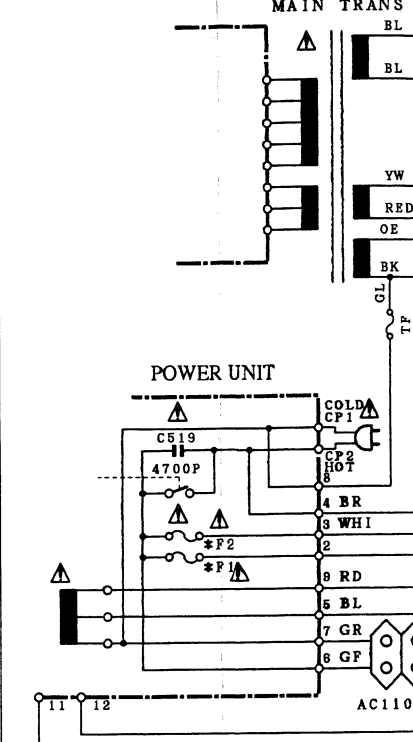 MAIN TRANS
BL
BL
YW
RED
OE
BK
GL
TF
POWER UNIT
COLD
CP1
C519
CP2
HOT
4700P
8
4 BR
3 WHI
*F2
2
*F1
9 RD
5 BL
7 GR
6 GF
11 12
AC110